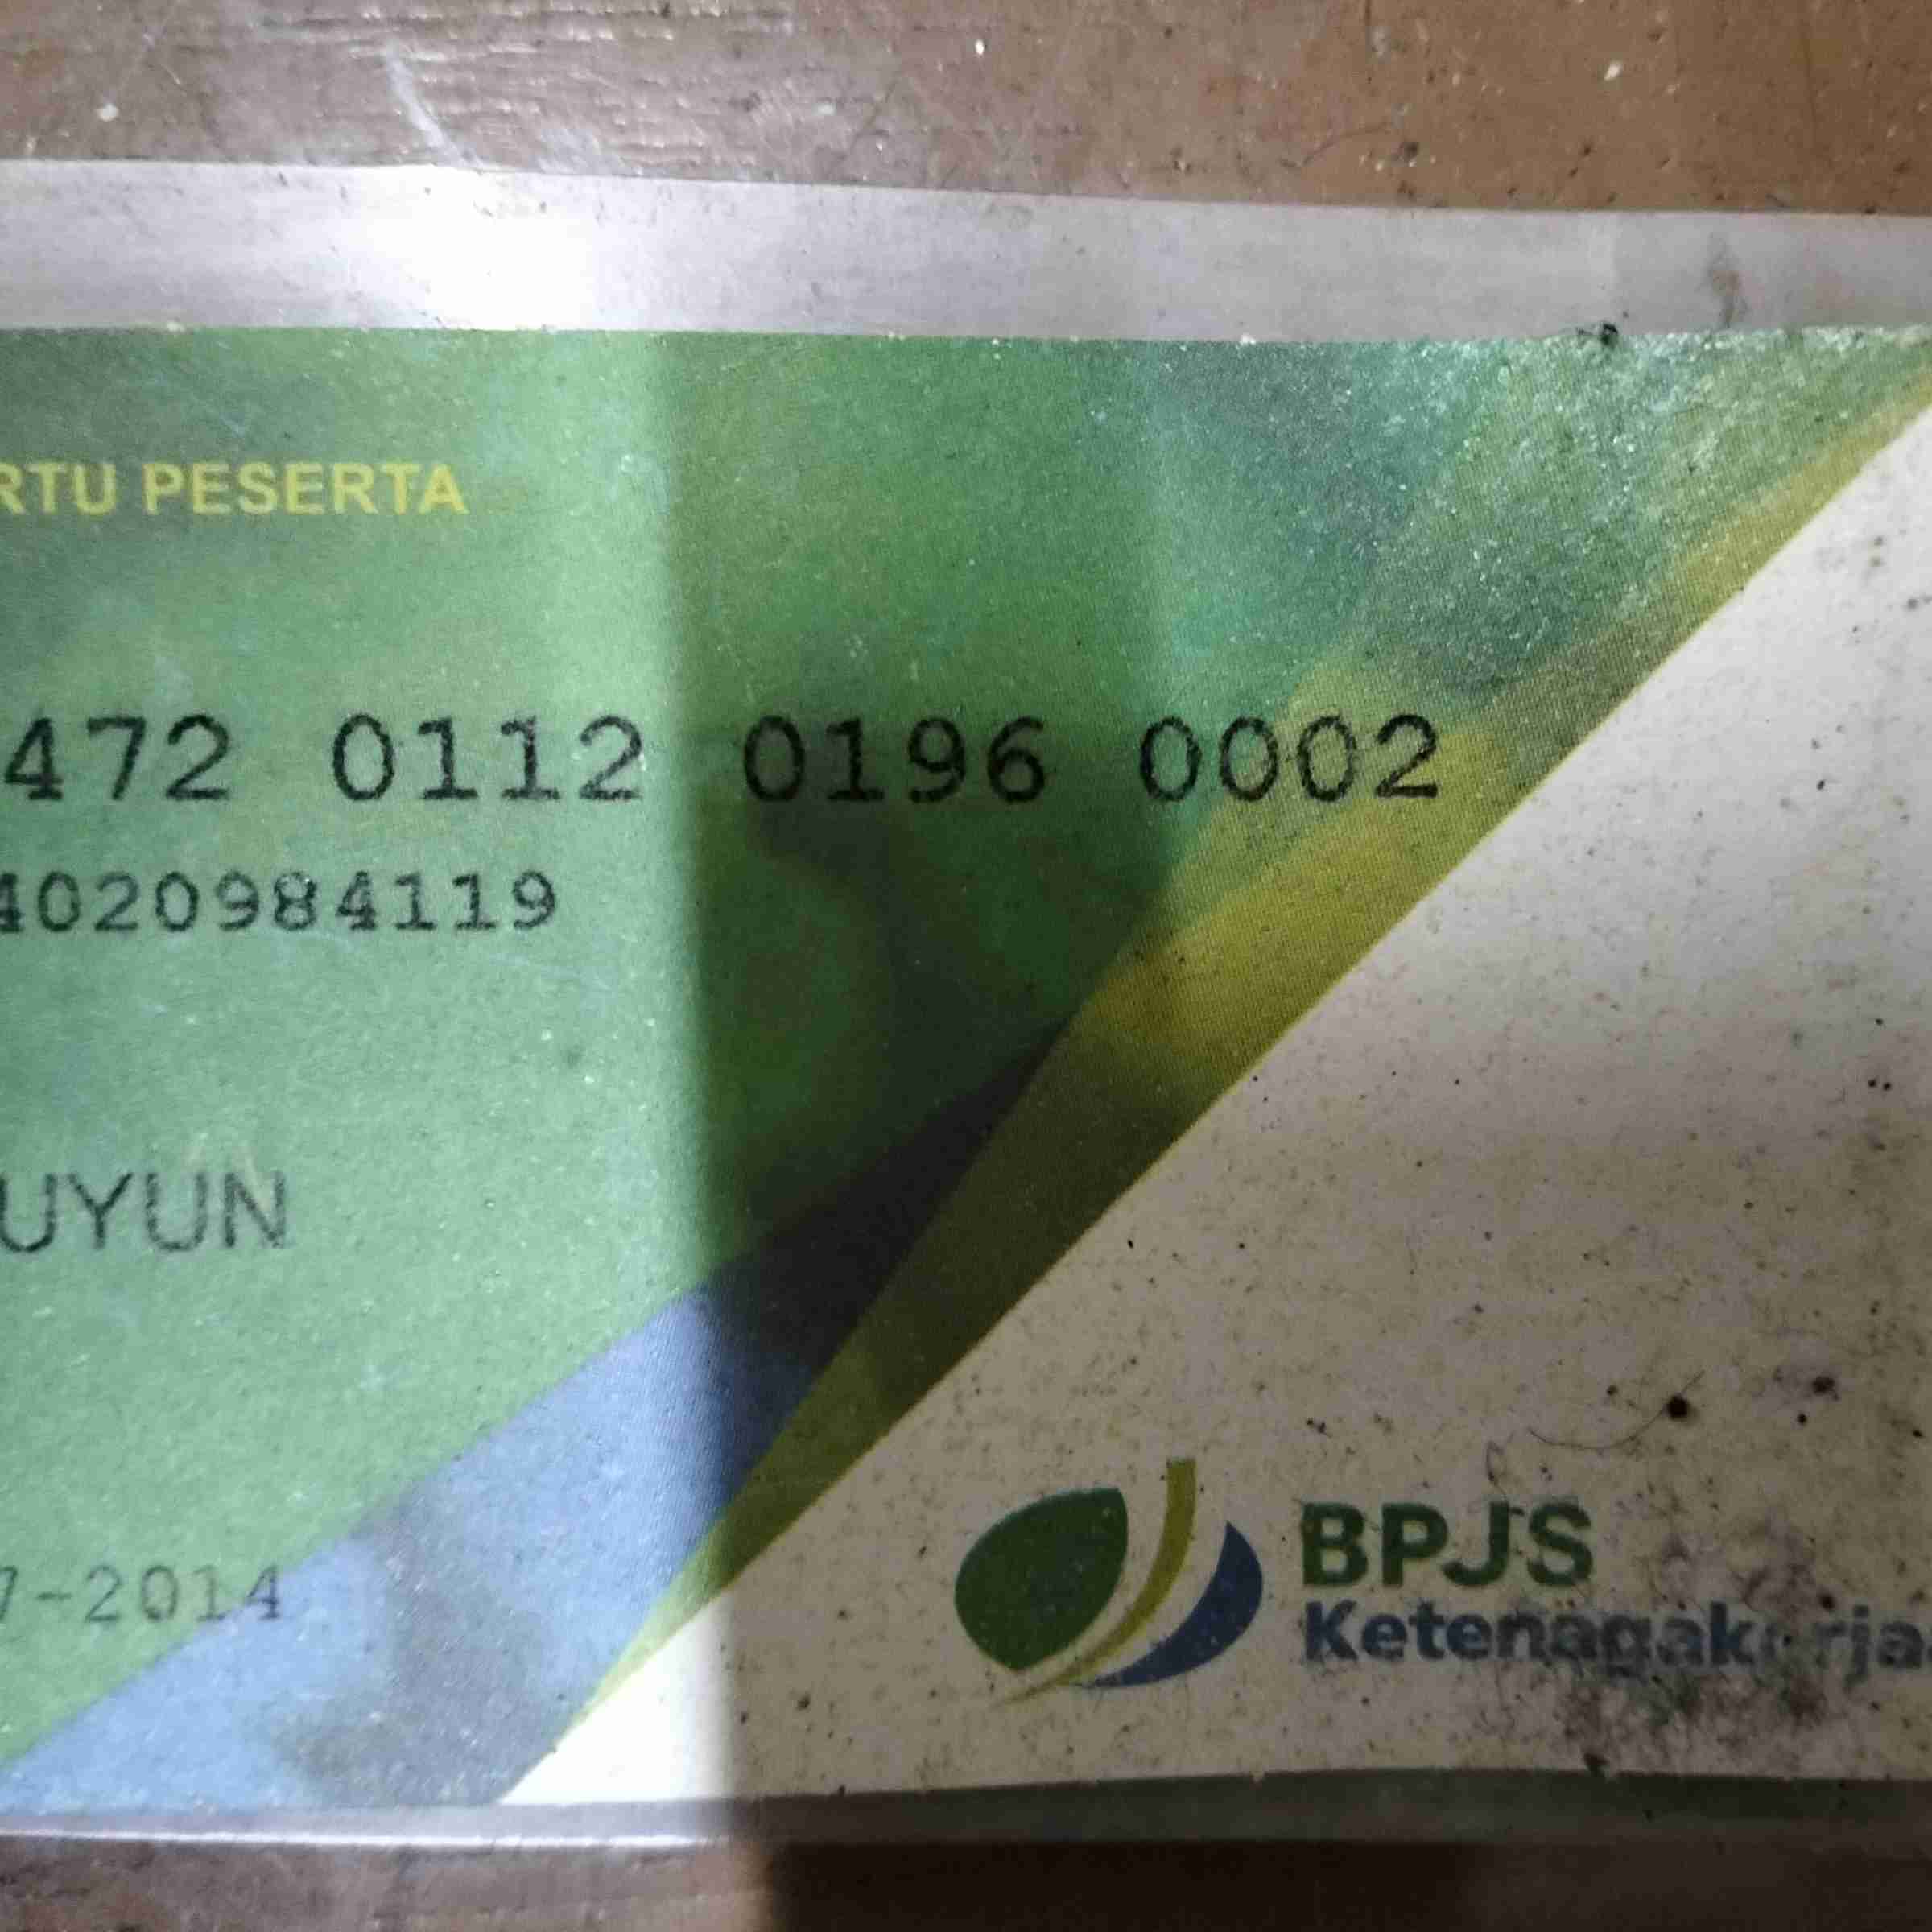 RTU PESERTA
472 0112 0196 0002
4020984119
UYUN
7-2014
BPJS
Ketenagakerja